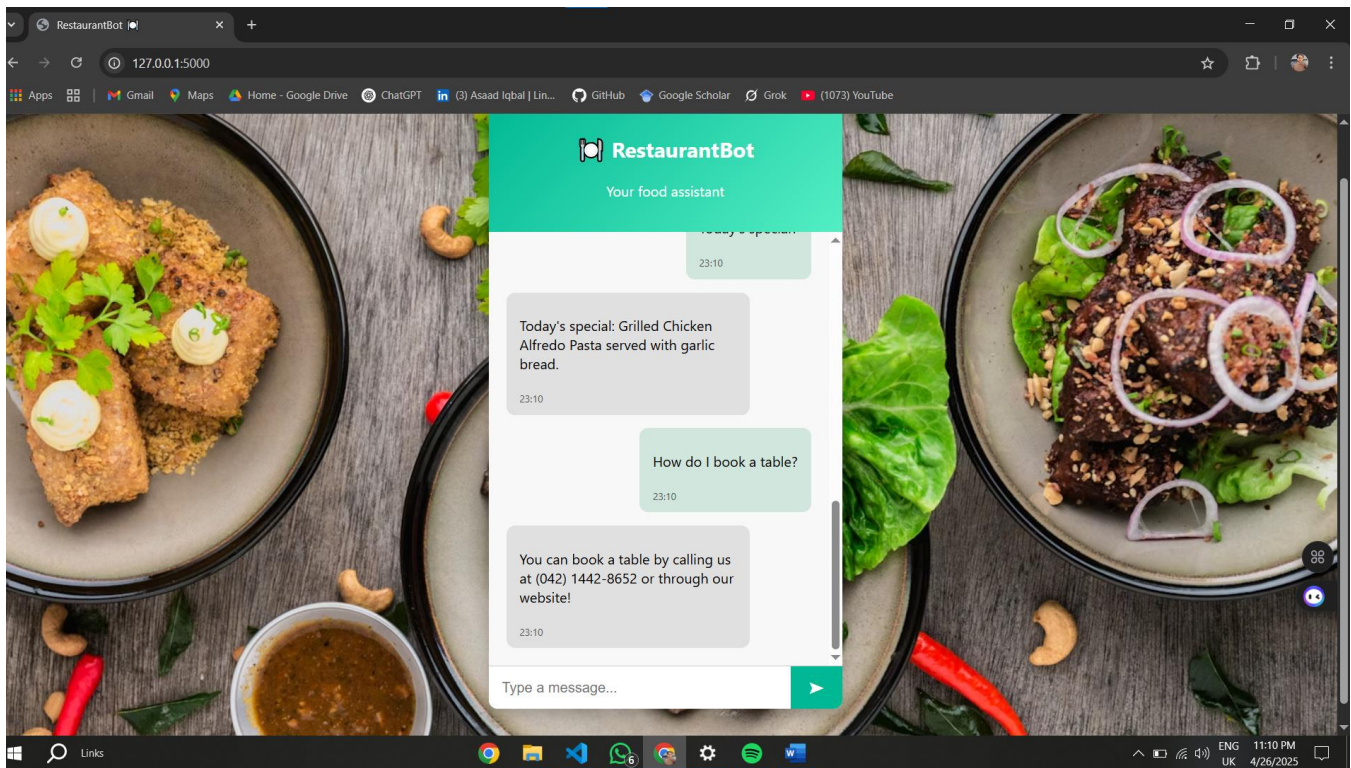 RestaurantBot
127.0.0.1:5000
Apps
Gmail
Maps
Home - Google Drive
ChatGPT
(3) Asaad Iqbal | Lin...
GitHub
Google Scholar
Grok
(1073) YouTube
RestaurantBot
Your food assistant
Today's special?
23:10
Today's special: Grilled Chicken
Alfredo Pasta served with garlic
bread.
23:10
How do I book a table?
23:10
You can book a table by calling us
at (042) 1442-8652 or through our
website!
23:10
Type a message...
Links
6
ENG
UK
11:10 PM
4/26/2025